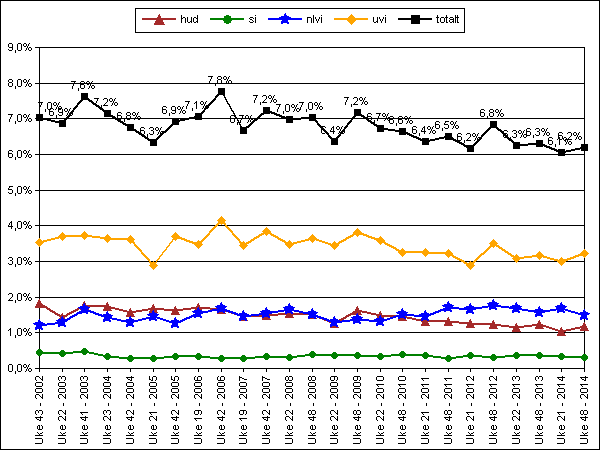 hud si nlvi uvi totalt
9,0%
8,0%
7,0%
6,0%
5,0%
4,0%
3,0%
2,0%
1,0%
0,0%
7,0% 6,9% 7,6% 7,2% 6,8% 6,3% 6,9% 7,1% 7,8% 6,7% 7,2% 7,0% 7,0% 6,4% 7,2% 6,7% 6,6% 6,4% 6,5% 6,2% 6,8% 6,3% 6,3% 6,1% 6,2%
Uke 43 - 2002
Uke 22 - 2003
Uke 41 - 2003
Uke 23 - 2004
Uke 42 - 2004
Uke 21 - 2005
Uke 42 - 2005
Uke 19 - 2006
Uke 42 - 2006
Uke 19 - 2007
Uke 42 - 2007
Uke 22 - 2008
Uke 48 - 2008
Uke 22 - 2009
Uke 48 - 2009
Uke 22 - 2010
Uke 42 - 2010
Uke 21 - 2011
Uke 48 - 2011
Uke 21 - 2012
Uke 48 - 2012
Uke 22 - 2013
Uke 48 - 2013
Uke 21 - 2014
Uke 48 - 2014